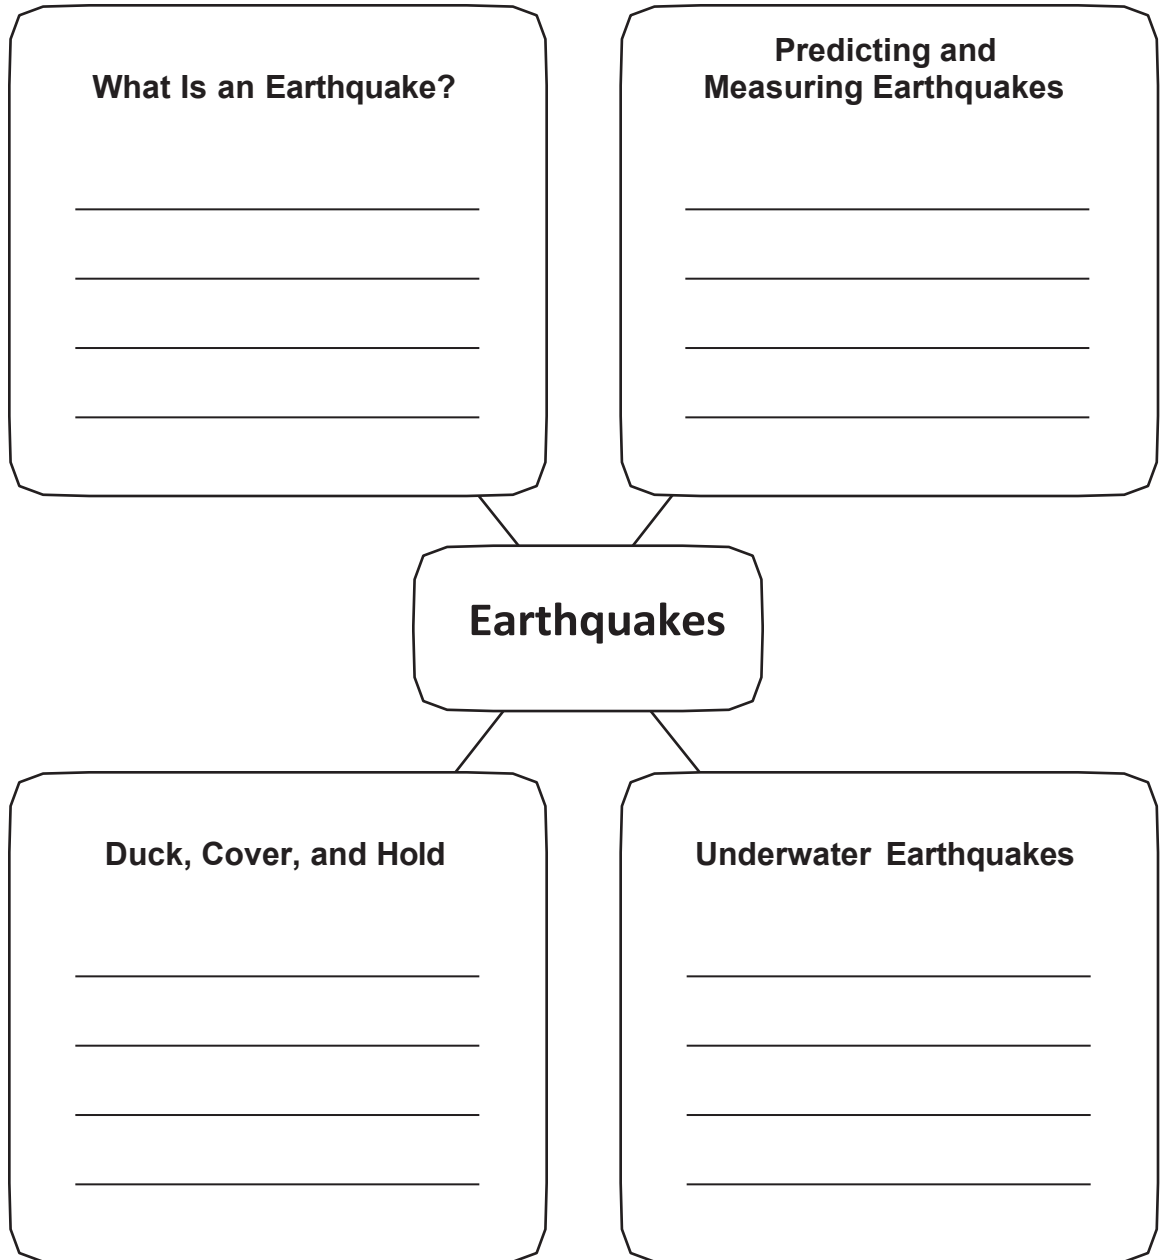 What Is an Earthquake?
Predicting and
Measuring Earthquakes
Earthquakes
Duck, Cover, and Hold
Underwater Earthquakes